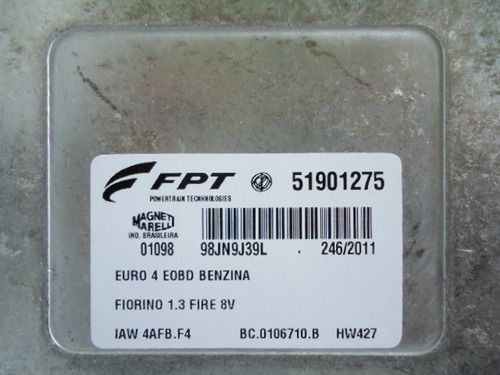 FPT 51901275
POWERTRAIN TECHNHOLOGIES
MAGNETI
MARELLI
IND. BRASILEIRA
01098 98JN9J39L . 246/2011
EURO 4 EOBD BENZINA
FIORINO 1.3 FIRE 8V
IAW 4AFB.F4 BC.0106710.B HW427